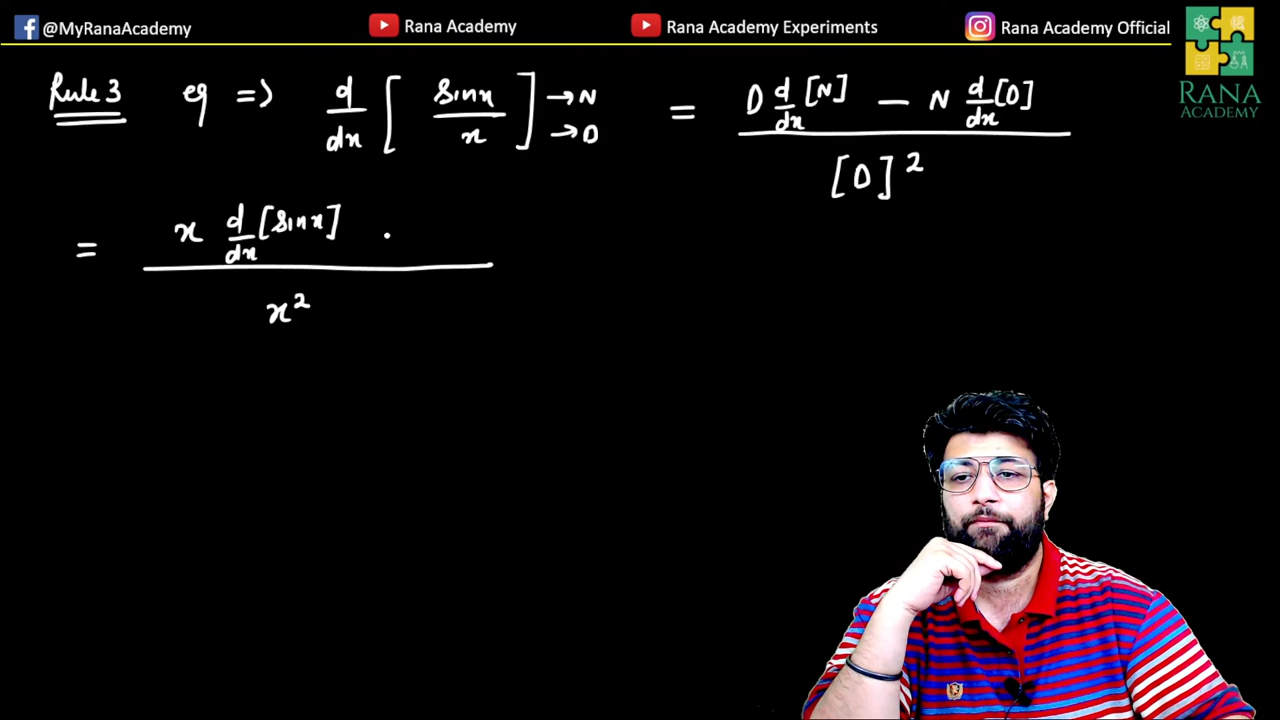 @MyRanaAcademy Rana Academy Rana Academy Experiments Rana Academy Official
RANA
ACADEMY
Rule 3 eg => d/dx [ sinx / x ] →N →D = D d/dx [N] − N d/dx [D] / [D]²
= x d/dx [sinx] . / x²